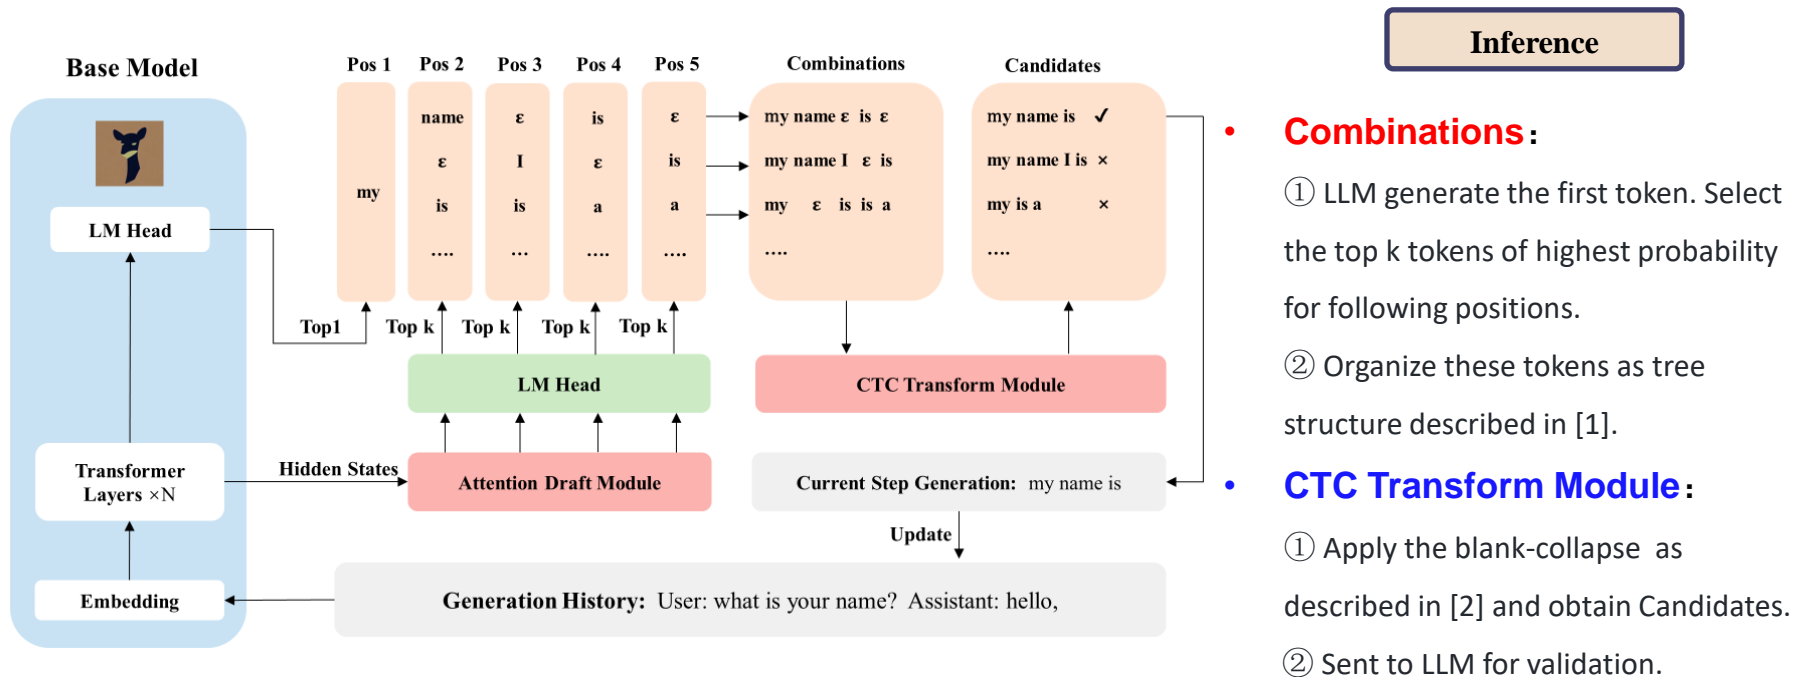 Base Model
LM Head
Transformer
Layers ×N
Embedding
Hidden States
Top1
Pos 1
my
Pos 2
name
ε
is
....
Pos 3
ε
I
is
...
Pos 4
is
ε
a
....
Pos 5
ε
is
a
....
Top k
Top k
Top k
Top k
LM Head
Attention Draft Module
Combinations
my name ε is ε
my name I ε is
my ε is is a
....
Candidates
my name is ✓
my name I is ×
my is a ×
....
CTC Transform Module
Current Step Generation: my name is
Update
Generation History: User: what is your name? Assistant: hello,
Inference
• Combinations:
① LLM generate the first token. Select
the top k tokens of highest probability
for following positions.
② Organize these tokens as tree
structure described in [1].
• CTC Transform Module:
① Apply the blank-collapse as
described in [2] and obtain Candidates.
② Sent to LLM for validation.